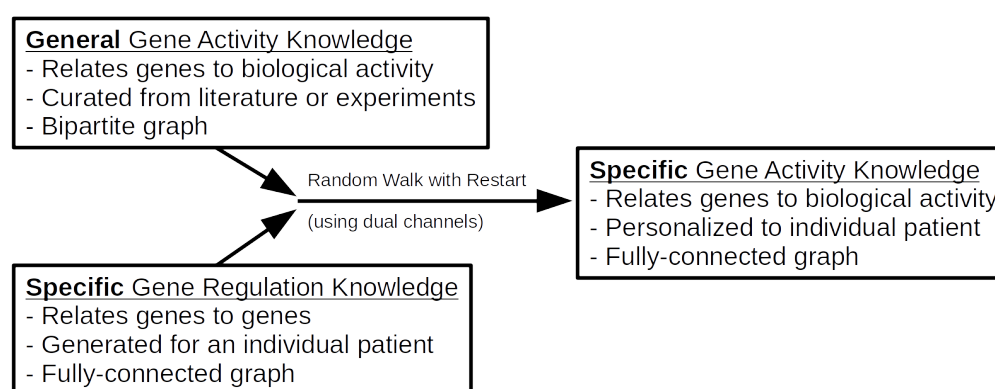 General Gene Activity Knowledge
- Relates genes to biological activity
- Curated from literature or experiments
- Bipartite graph
Random Walk with Restart
(using dual channels)
Specific Gene Activity Knowledge
- Relates genes to biological activity
- Personalized to individual patient
- Fully-connected graph
Specific Gene Regulation Knowledge
- Relates genes to genes
- Generated for an individual patient
- Fully-connected graph